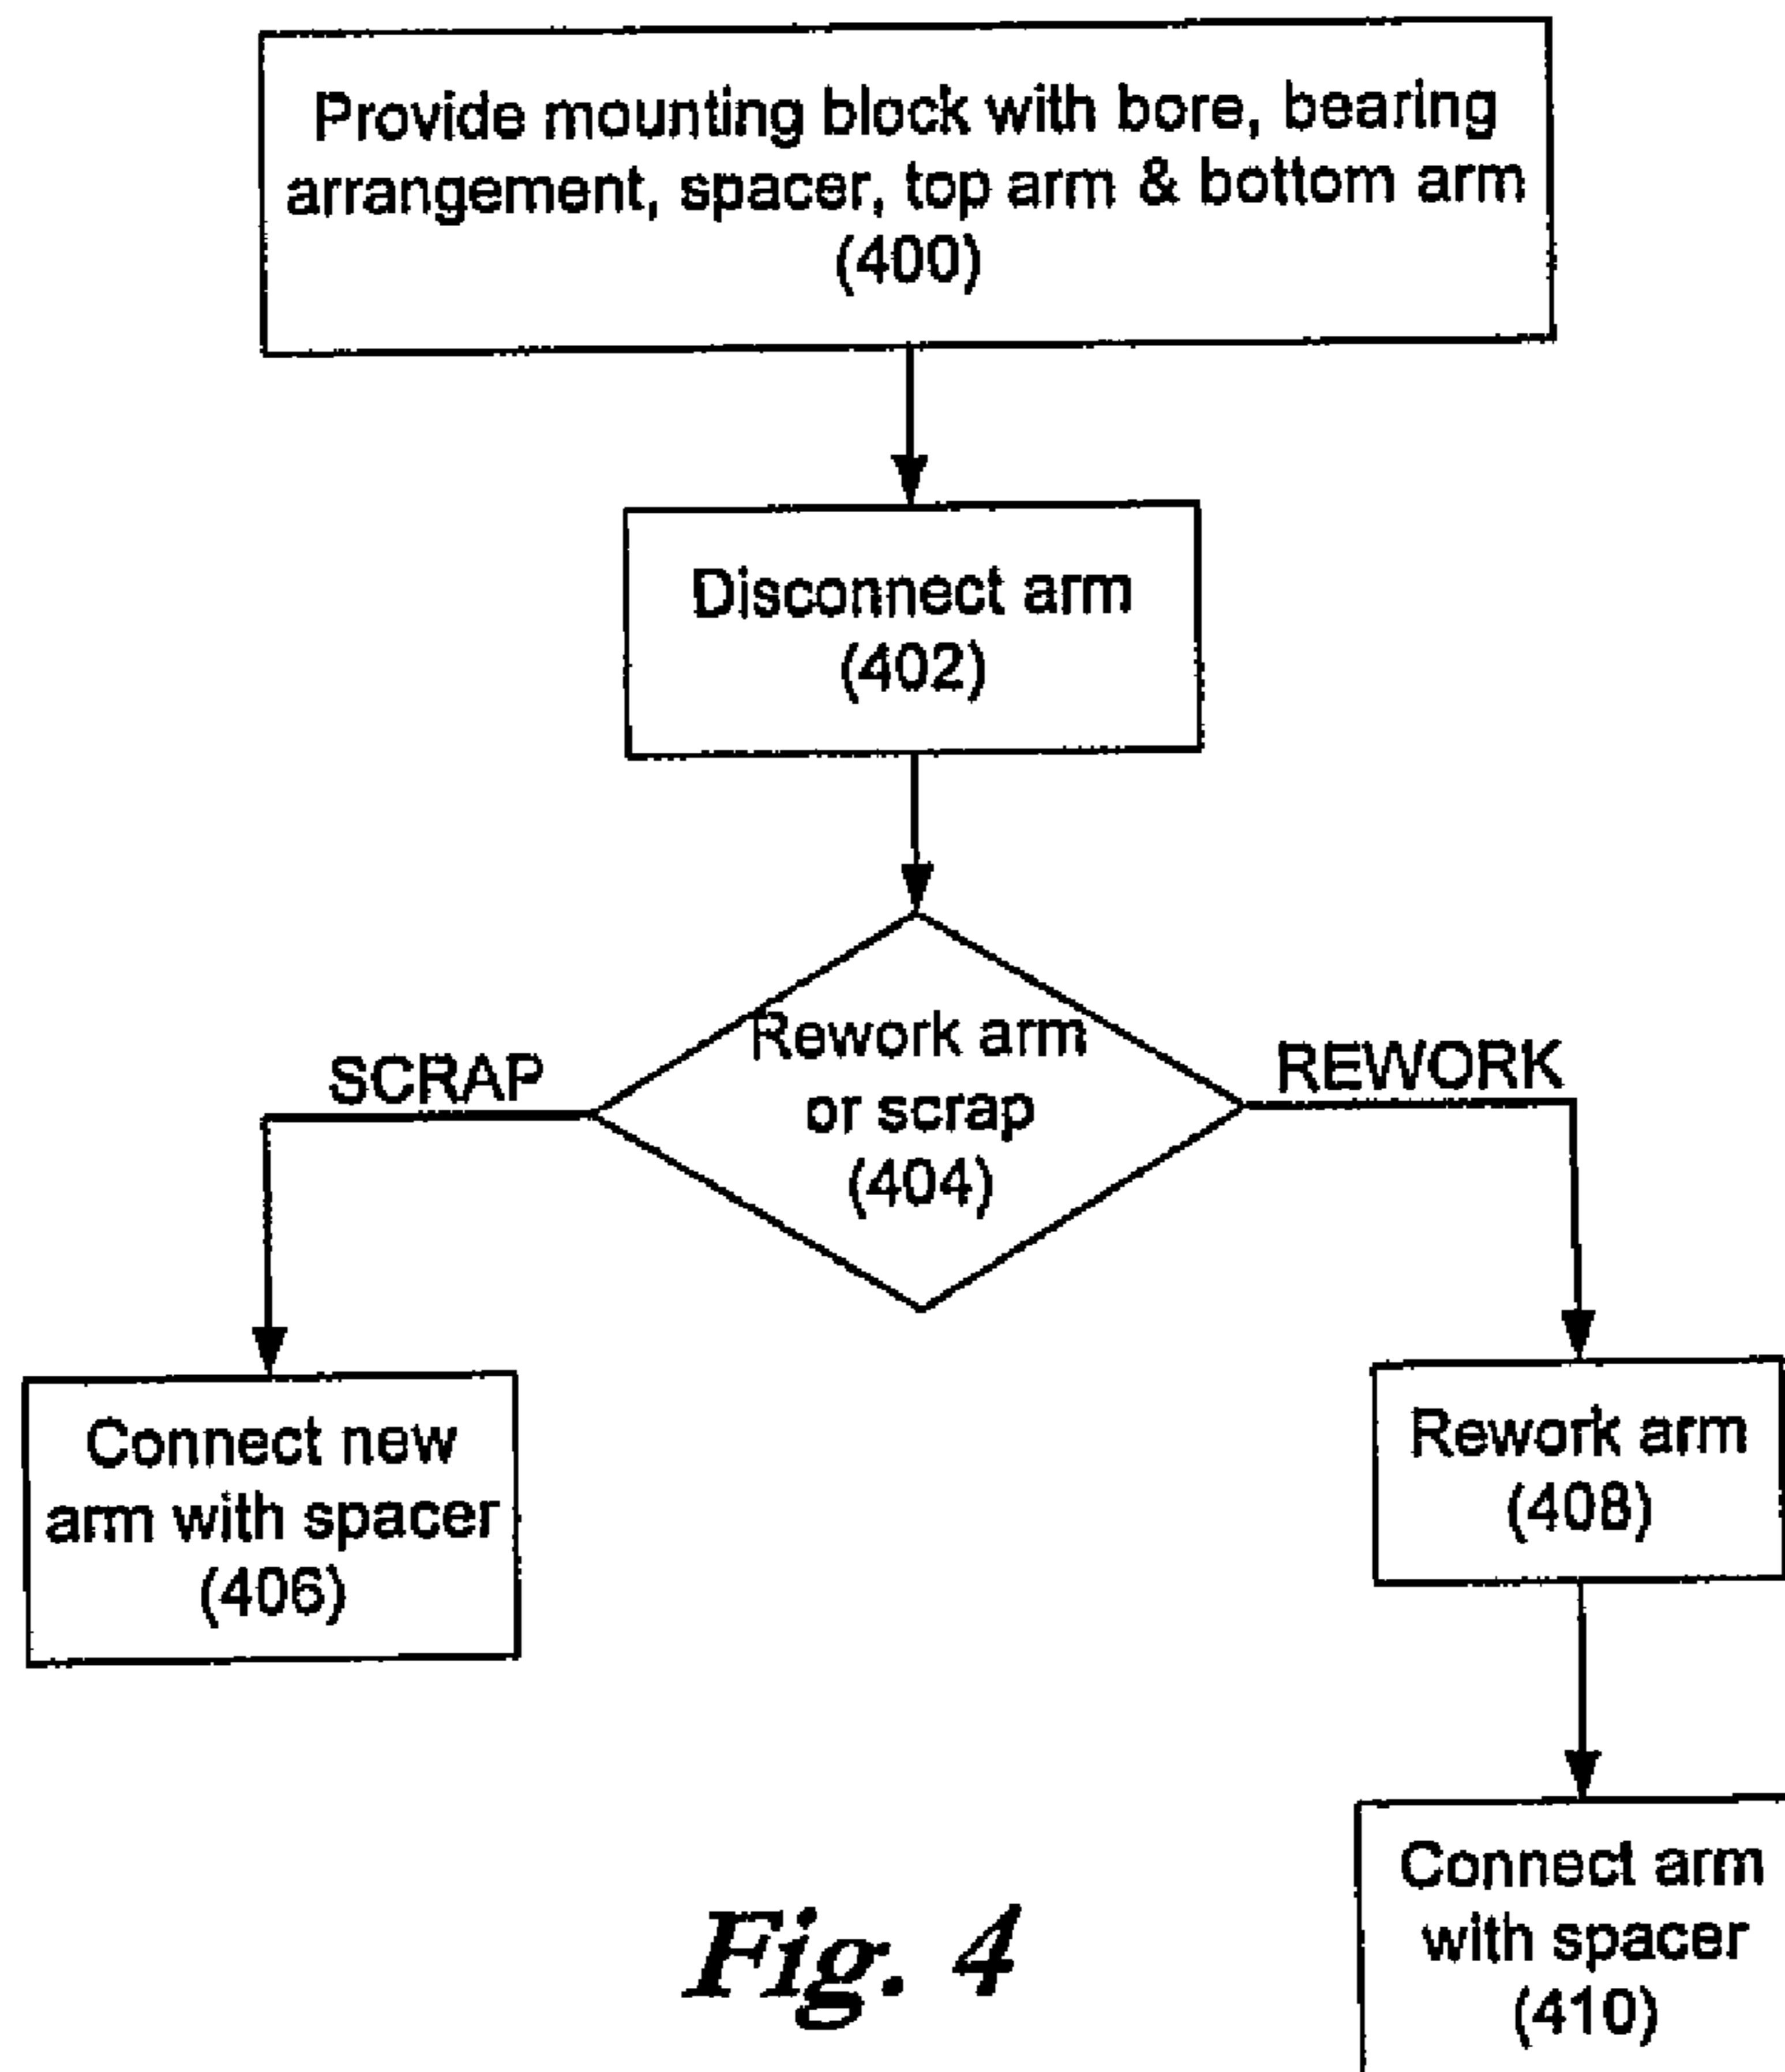 Provide mounting block with bore, bearing
arrangement, spacer, top arm & bottom arm
(400)
Disconnect arm
(402)
Rework arm
or scrap
(404)
SCRAP
REWORK
Connect new
arm with spacer
(406)
Rework arm
(408)
Connect arm
with spacer
(410)
Fig. 4